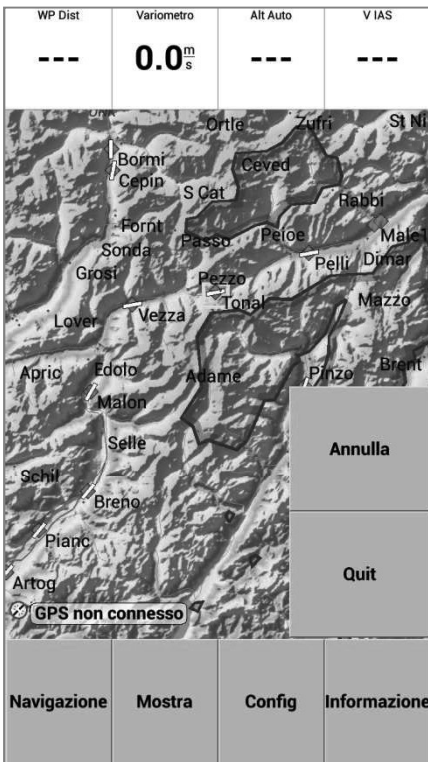 WP Dist
Variometro
Alt Auto
V IAS
---
0.0 m/s
---
---
Ortle
Zufri
St Ni
Bormi
Ceved
Cepin
S Cat
Rabbi
Fornt
Passo
Peioe
Male1
Sonda
Pelli
Dimar
Grosi
Pezzo
Tonal
Mazzo
Lover
Vezza
Apric
Edolo
Adame
Pinzo
Brent
Malon
Selle
Annulla
Schil
Breno
Pianc
Quit
Artog
GPS non connesso
Navigazione
Mostra
Config
Informazione